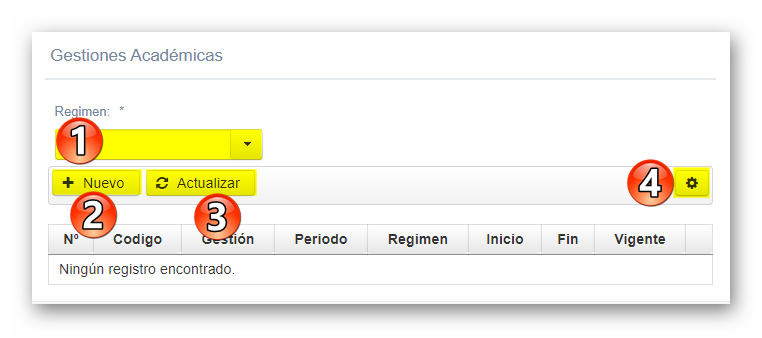 Gestiones Académicas
Regimen: *
1
Nuevo Actualizar 4
2 3
Nº Codigo Gestión Periodo Regimen Inicio Fin Vigente
Ningún registro encontrado.